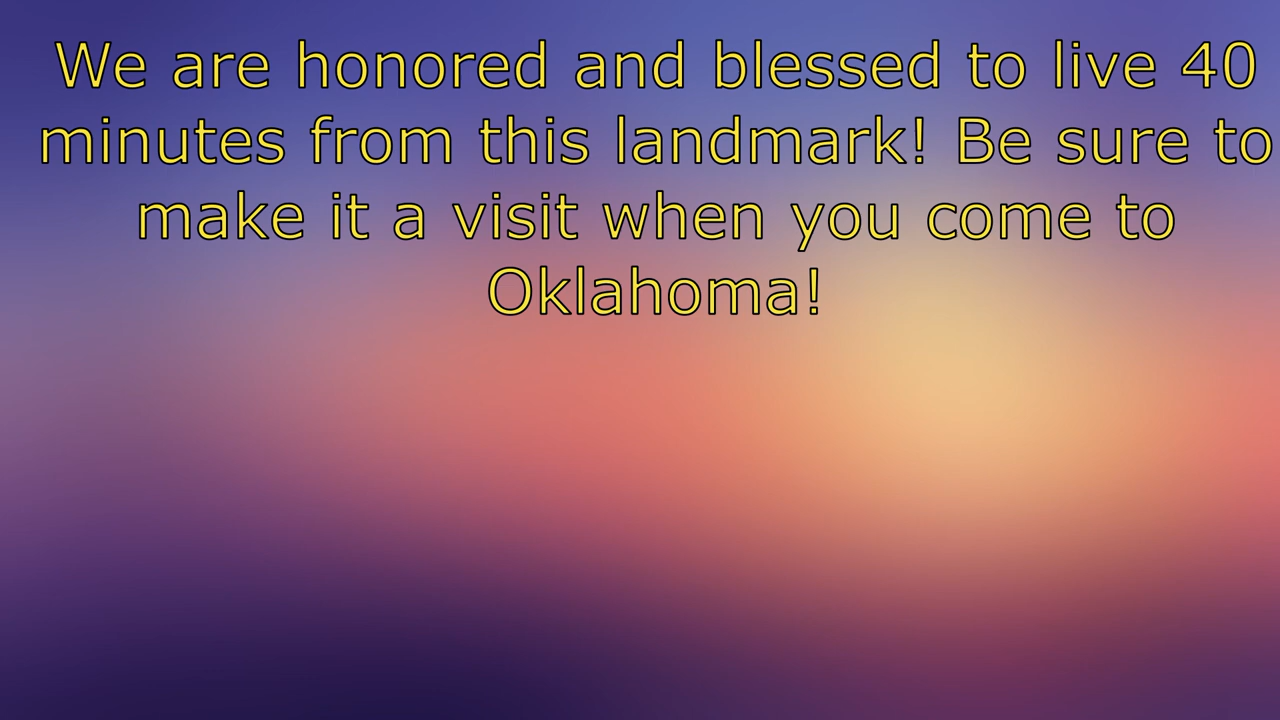 We are honored and blessed to live 40
minutes from this landmark! Be sure to
make it a visit when you come to
Oklahoma!